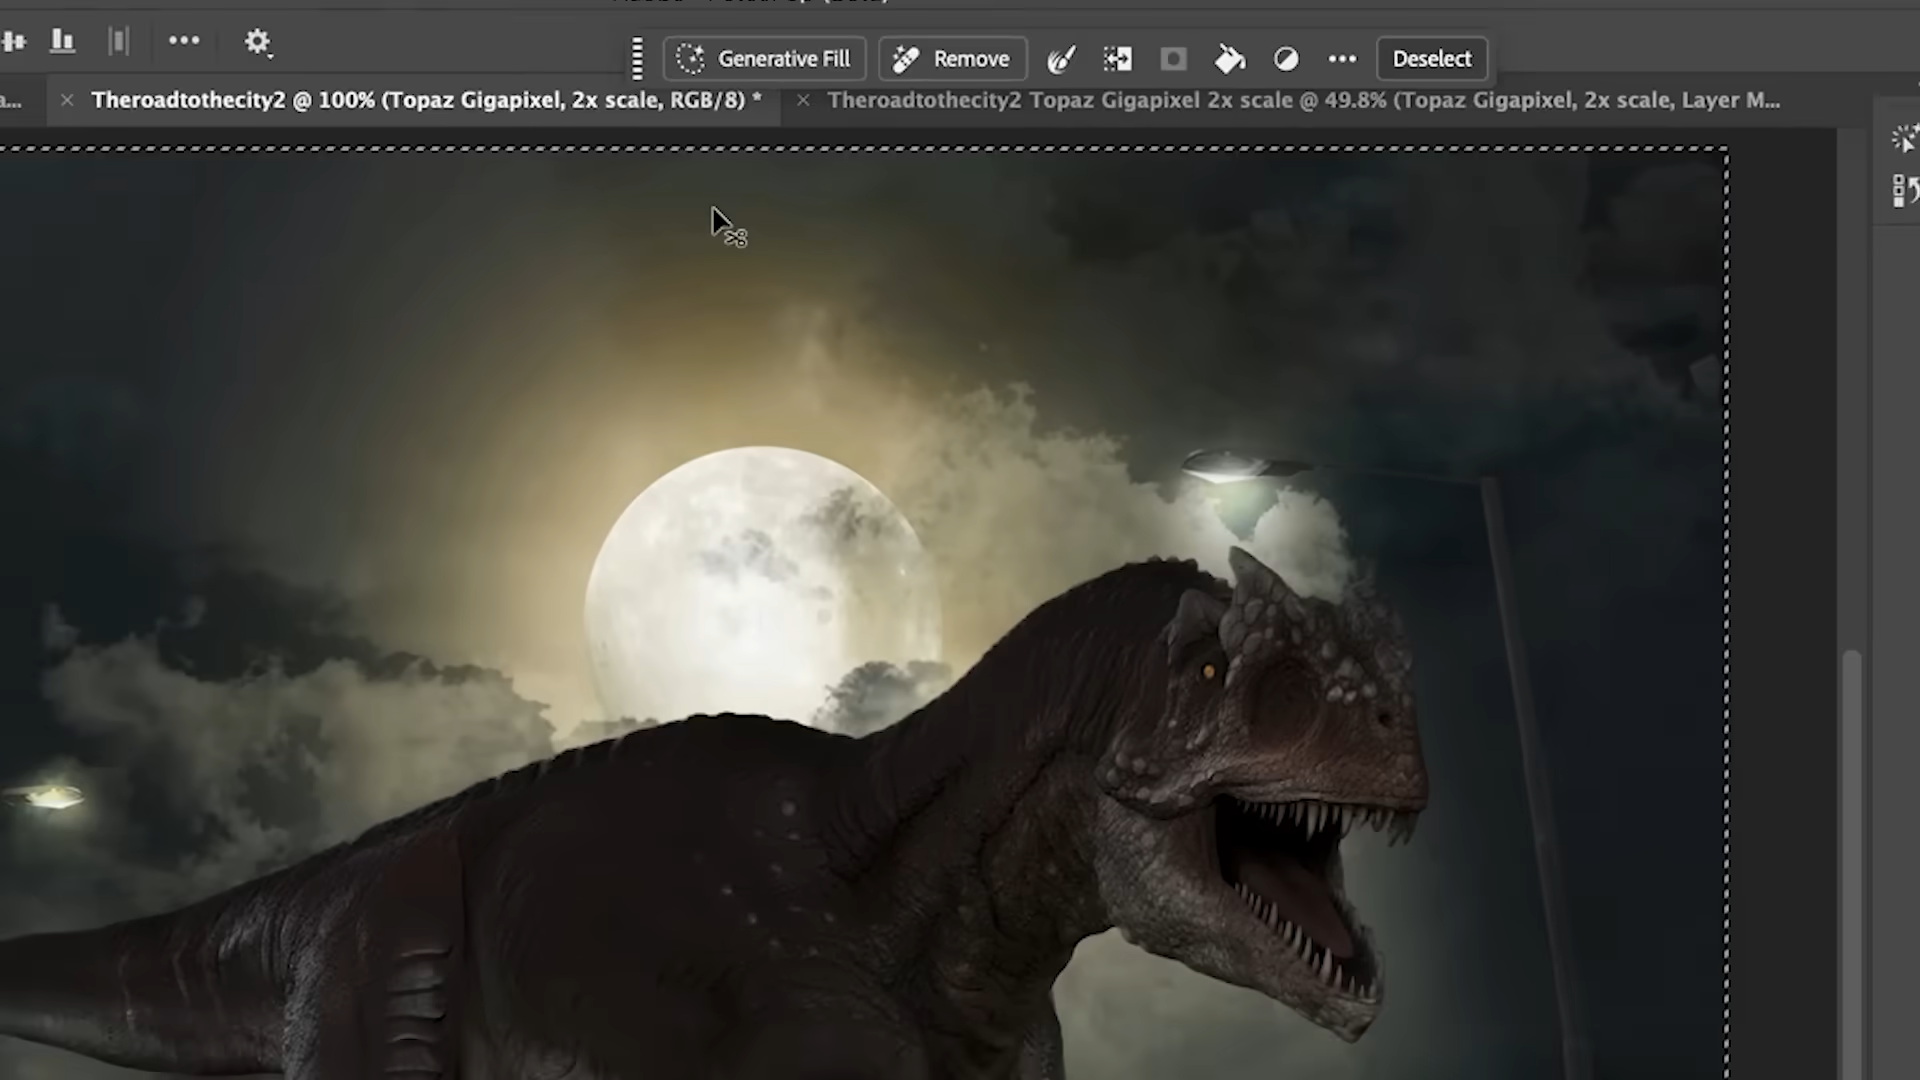 Generative Fill
Remove
Deselect
a...
Theroadtothecity2 @ 100% (Topaz Gigapixel, 2x scale, RGB/8) *
Theroadtothecity2 Topaz Gigapixel 2x scale @ 49.8% (Topaz Gigapixel, 2x scale, Layer M...